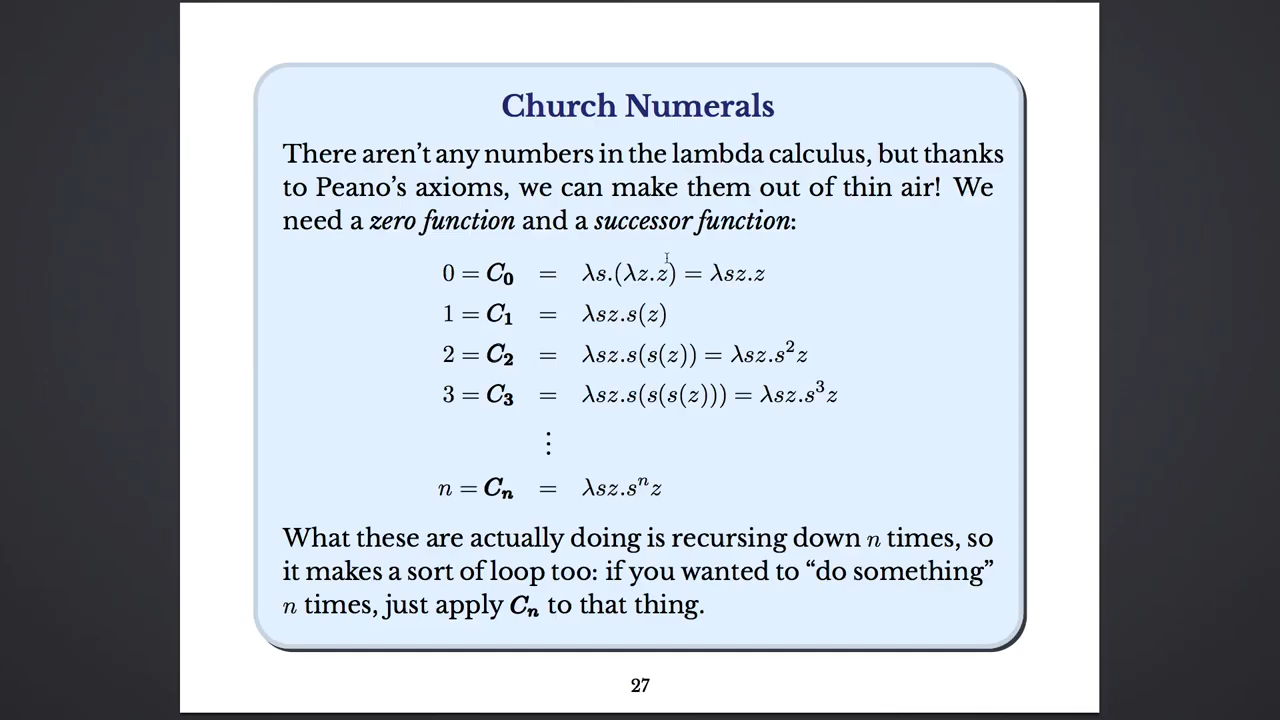 Church Numerals
There aren't any numbers in the lambda calculus, but thanks
to Peano's axioms, we can make them out of thin air! We
need a zero function and a successor function:
0 = C₀ = λs.(λz.z) = λsz.z
1 = C₁ = λsz.s(z)
2 = C₂ = λsz.s(s(z)) = λsz.s²z
3 = C₃ = λsz.s(s(s(z))) = λsz.s³z
⋮
n = Cₙ = λsz.sⁿz
What these are actually doing is recursing down n times, so
it makes a sort of loop too: if you wanted to “do something”
n times, just apply Cₙ to that thing.
27